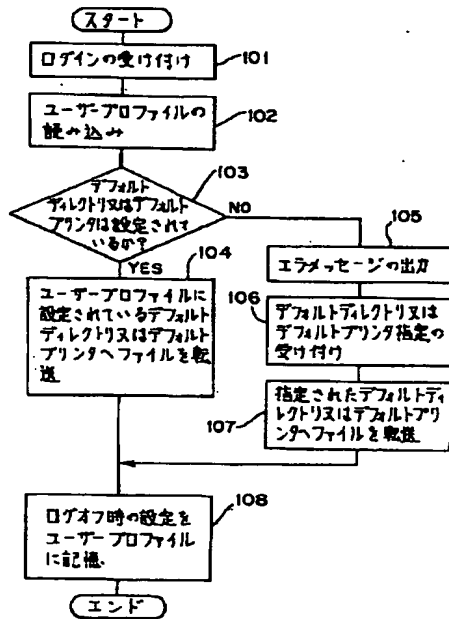 スタート
ログインの受け付け
101
ユーザープロファイルの
読み込み
102
デフォルト
ディレクトリ又はデフォルト
プリンタは設定されて
いるか?
103
NO
YES
104
ユーザープロファイルに
設定されているデフォルト
ディレクトリ又はデフォルト
プリンタへファイルを転
送
105
エラメッセージの出力
106
デフォルトディレクトリ又は
デフォルトプリンタ指定の
受け付け
107
指定されたデフォルトディ
レクトリ又はデフォルトプリ
ンタへファイルを転送
108
ログオフ時の設定を
ユーザープロファイル
に記憶.
エンド